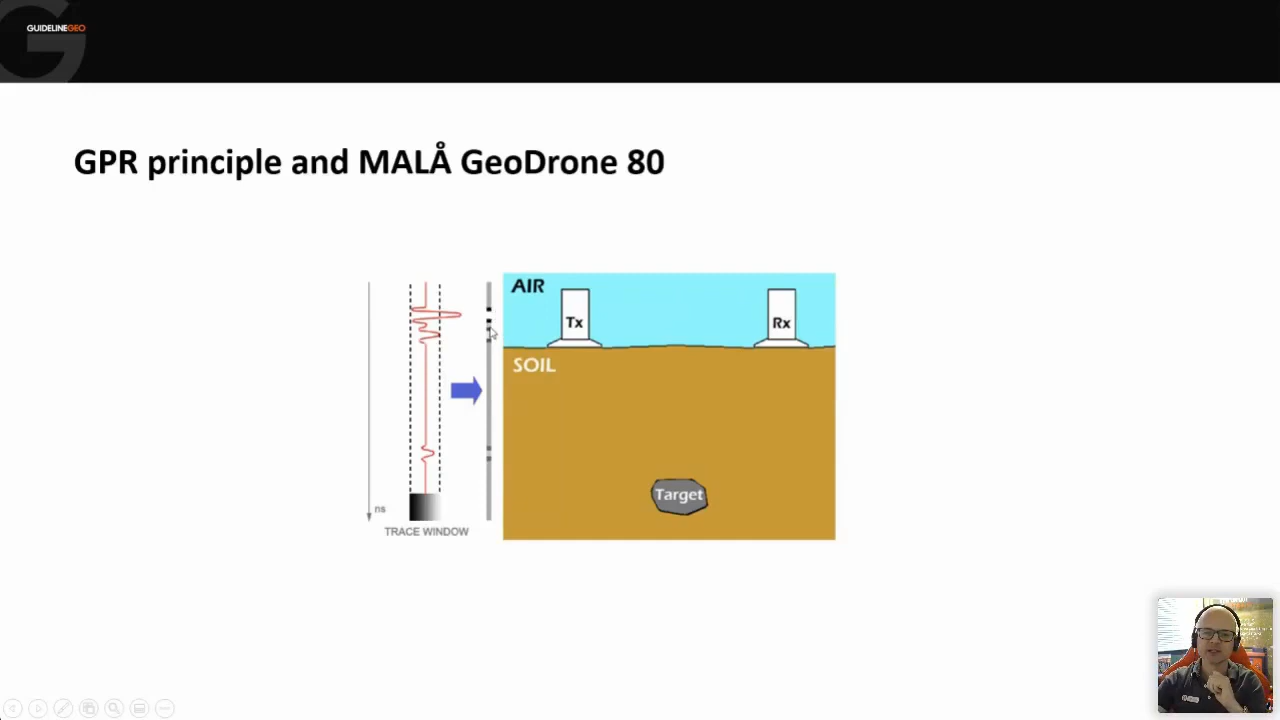 GUIDELINEGEO
GPR principle and MALÅ GeoDrone 80
AIR
Tx
Rx
SOIL
Target
ns
TRACE WINDOW